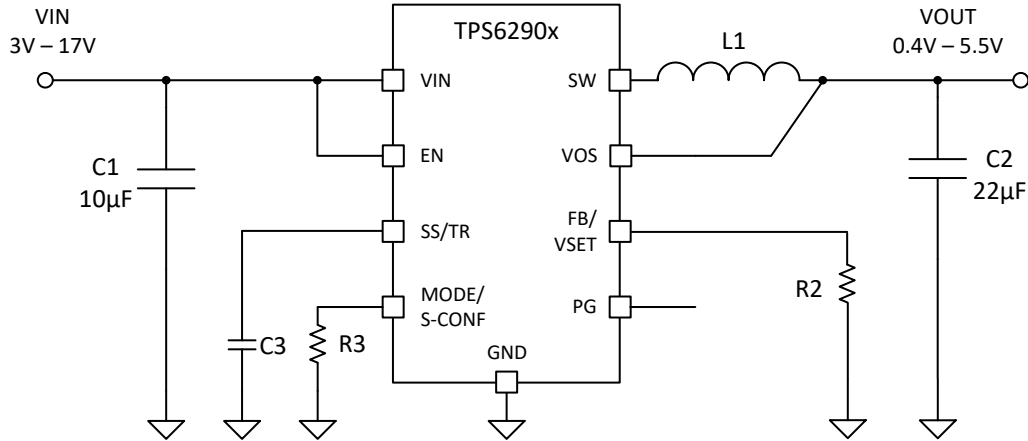 VIN
3V – 17V
TPS6290x
L1
VOUT
0.4V – 5.5V
VIN
SW
EN
VOS
C1
10µF
C2
22µF
SS/TR
FB/
VSET
R2
MODE/
S-CONF
PG
C3
R3
GND